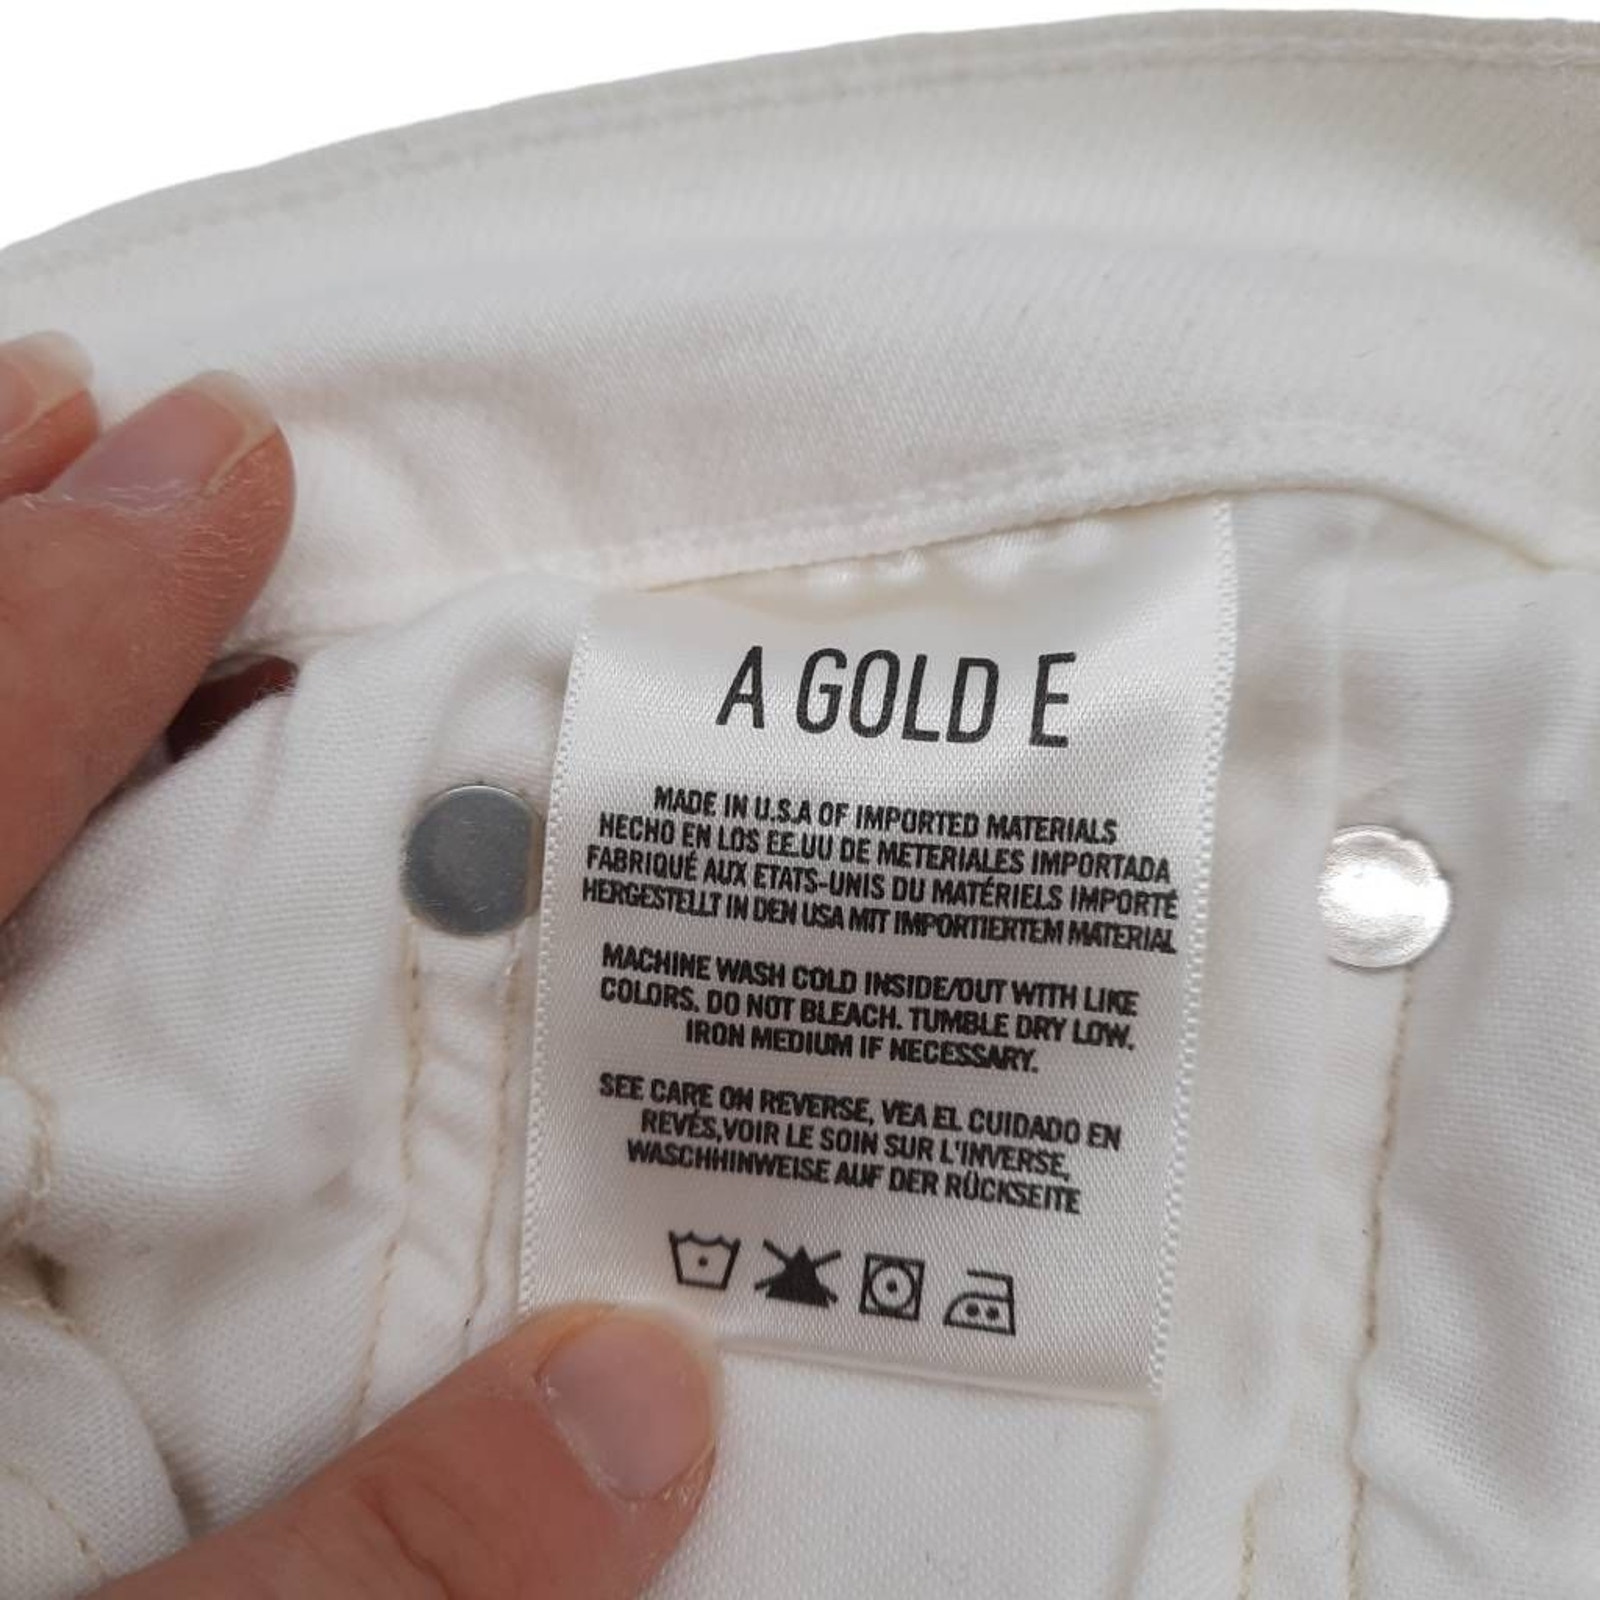 A GOLD E
MADE IN U.S.A OF IMPORTED MATERIALS
HECHO EN LOS EE.UU DE METERIALES IMPORTADA
FABRIQUÉ AUX ETATS-UNIS DU MATÉRIELS IMPORTÉ
HERGESTELLT IN DEN USA MIT IMPORTIERTEM MATERIAL
MACHINE WASH COLD INSIDE/OUT WITH LIKE
COLORS. DO NOT BLEACH. TUMBLE DRY LOW.
IRON MEDIUM IF NECESSARY.
SEE CARE ON REVERSE, VEA EL CUIDADO EN
REVÉS,VOIR LE SOIN SUR L'INVERSE,
WASCHHINWEISE AUF DER RÜCKSEITE